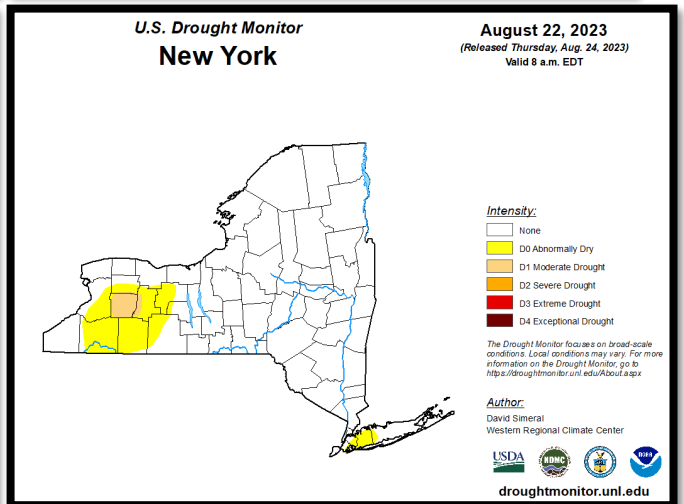 U.S. Drought Monitor
New York
August 22, 2023
(Released Thursday, Aug. 24, 2023)
Valid 8 a.m. EDT
Intensity:
None
D0 Abnormally Dry
D1 Moderate Drought
D2 Severe Drought
D3 Extreme Drought
D4 Exceptional Drought
The Drought Monitor focuses on broad-scale
conditions. Local conditions may vary. For more
information on the Drought Monitor, go to
https://droughtmonitor.unl.edu/About.aspx
Author:
David Simeral
Western Regional Climate Center
USDA
NDMC
NOAA
droughtmonitor.unl.edu